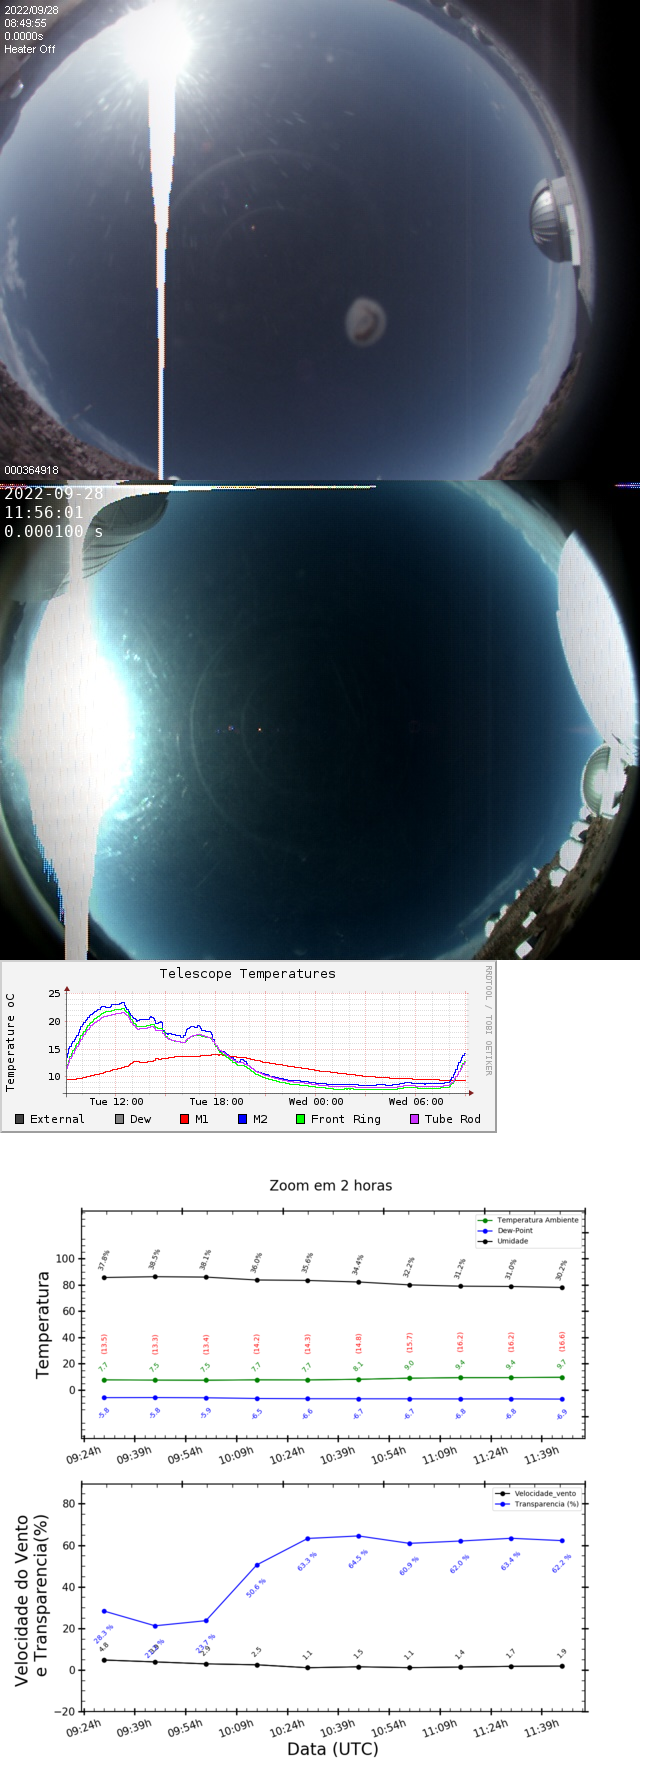 2022/09/28
08:49:55
0.0000s
Heater Off
000364918
2022-09-28
11:56:01
0.000100 s
Telescope Temperatures
RRDTOOL / TOBI OETIKER
Temperature oC
25
20
15
10
Tue 12:00 Tue 18:00 Wed 00:00 Wed 06:00
External Dew M1 M2 Front Ring Tube Rod
Zoom em 2 horas
Temperatura Ambiente
Dew-Point
Umidade
Temperatura
100
80
60
40
20
0
37.8% 38.5% 38.1% 36.0% 35.6% 34.4% 32.2% 31.2% 31.0% 30.2%
(13.5) (13.3) (13.4) (14.2) (14.3) (14.8) (15.7) (16.2) (16.2) (16.6)
7.7 7.5 7.5 7.7 7.7 8.1 9.0 9.4 9.4 9.7
-5.8 -5.8 -5.9 -6.5 -6.6 -6.7 -6.7 -6.8 -6.8 -6.9
09:24h 09:39h 09:54h 10:09h 10:24h 10:39h 10:54h 11:09h 11:24h 11:39h
Velocidade_vento
Transparencia (%)
Velocidade do Vento
e Transparencia(%)
80
60
40
20
0
−20
28.3 % 23.7 % 50.6 % 63.3 % 64.5 % 60.9 % 62.0 % 63.4 % 62.2 %
4.8 2.9 2.5 1.1 1.5 1.1 1.4 1.7 1.9
09:24h 09:39h 09:54h 10:09h 10:24h 10:39h 10:54h 11:09h 11:24h 11:39h
Data (UTC)